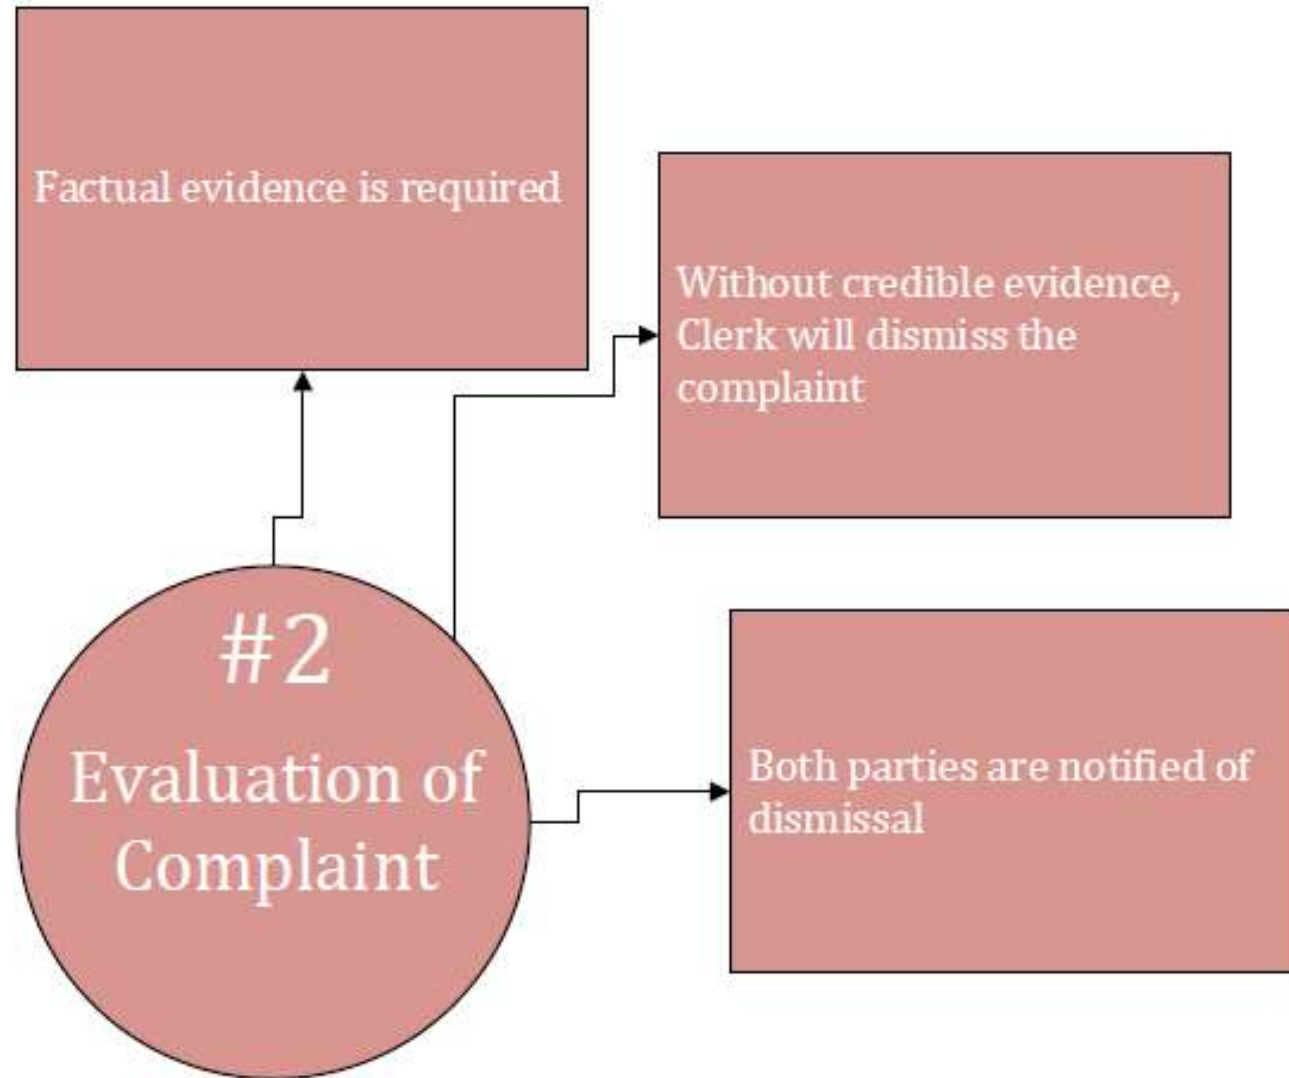 Factual evidence is required
Without credible evidence,
Clerk will dismiss the
complaint
#2
Evaluation of
Complaint
Both parties are notified of
dismissal